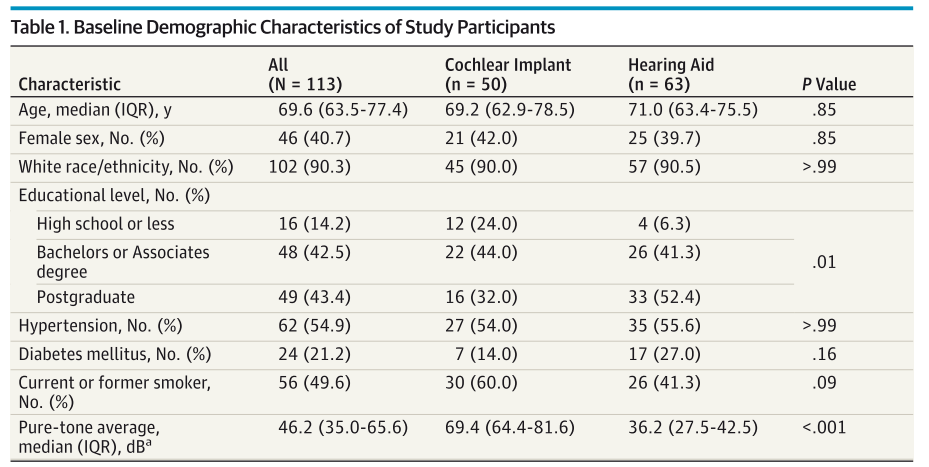 Table 1. Baseline Demographic Characteristics of Study Participants
Characteristic All (N = 113) Cochlear Implant (n = 50) Hearing Aid (n = 63) P Value
Age, median (IQR), y 69.6 (63.5-77.4) 69.2 (62.9-78.5) 71.0 (63.4-75.5) .85
Female sex, No. (%) 46 (40.7) 21 (42.0) 25 (39.7) .85
White race/ethnicity, No. (%) 102 (90.3) 45 (90.0) 57 (90.5) >.99
Educational level, No. (%)
High school or less 16 (14.2) 12 (24.0) 4 (6.3)
Bachelors or Associates degree 48 (42.5) 22 (44.0) 26 (41.3) .01
Postgraduate 49 (43.4) 16 (32.0) 33 (52.4)
Hypertension, No. (%) 62 (54.9) 27 (54.0) 35 (55.6) >.99
Diabetes mellitus, No. (%) 24 (21.2) 7 (14.0) 17 (27.0) .16
Current or former smoker, No. (%) 56 (49.6) 30 (60.0) 26 (41.3) .09
Pure-tone average, median (IQR), dBᵃ 46.2 (35.0-65.6) 69.4 (64.4-81.6) 36.2 (27.5-42.5) <.001